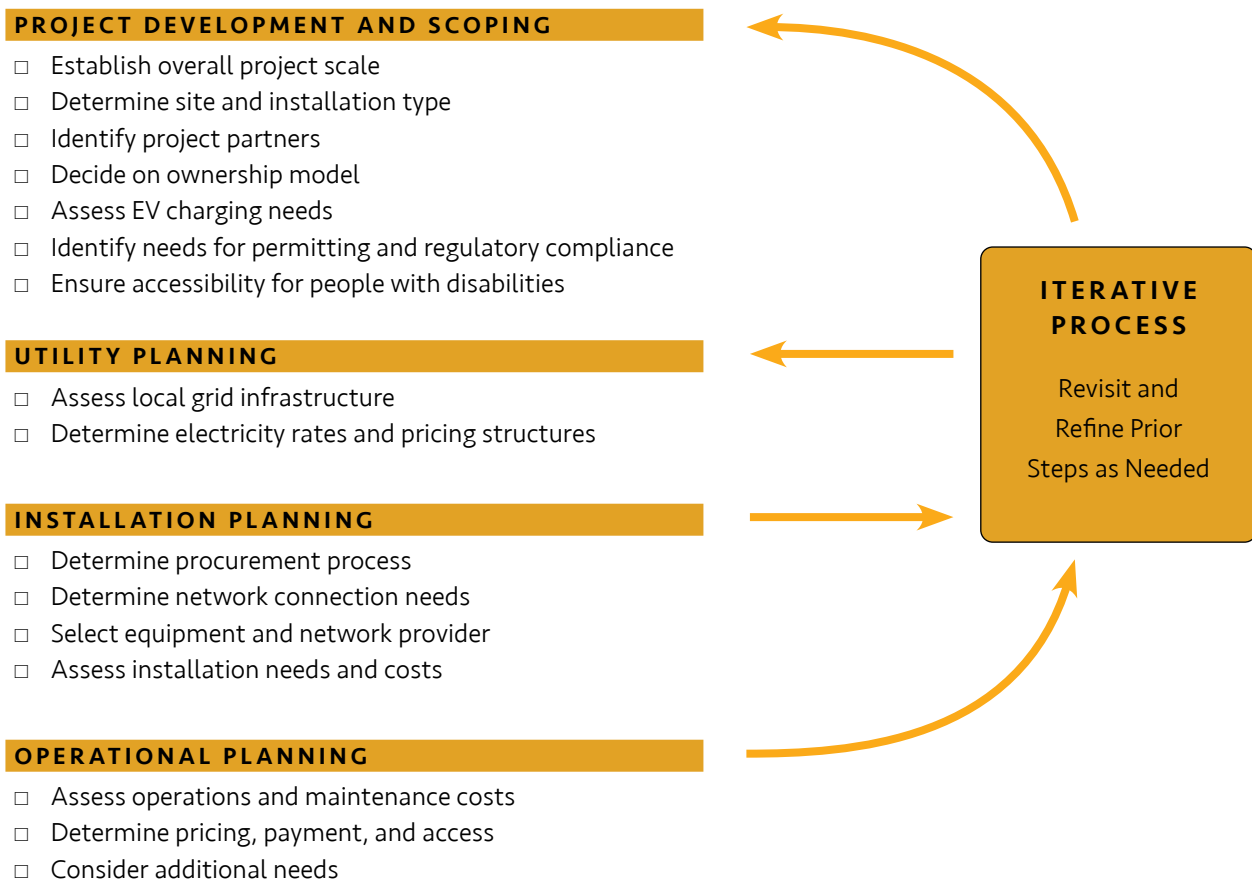 PROJECT DEVELOPMENT AND SCOPING
□ Establish overall project scale
□ Determine site and installation type
□ Identify project partners
□ Decide on ownership model
□ Assess EV charging needs
□ Identify needs for permitting and regulatory compliance
□ Ensure accessibility for people with disabilities
UTILITY PLANNING
□ Assess local grid infrastructure
□ Determine electricity rates and pricing structures
INSTALLATION PLANNING
□ Determine procurement process
□ Determine network connection needs
□ Select equipment and network provider
□ Assess installation needs and costs
OPERATIONAL PLANNING
□ Assess operations and maintenance costs
□ Determine pricing, payment, and access
□ Consider additional needs
ITERATIVE
PROCESS
Revisit and
Refine Prior
Steps as Needed